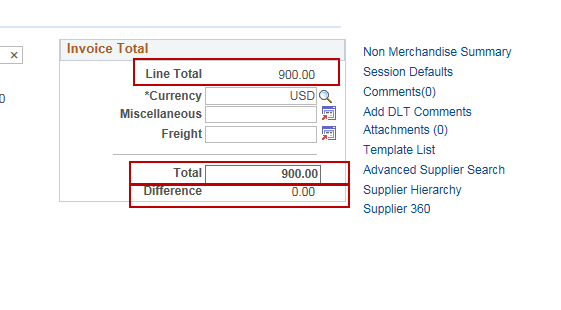 Invoice Total
Line Total 900.00
*Currency USD
Miscellaneous
Freight
Total 900.00
Difference 0.00
Non Merchandise Summary
Session Defaults
Comments(0)
Add DLT Comments
Attachments (0)
Template List
Advanced Supplier Search
Supplier Hierarchy
Supplier 360